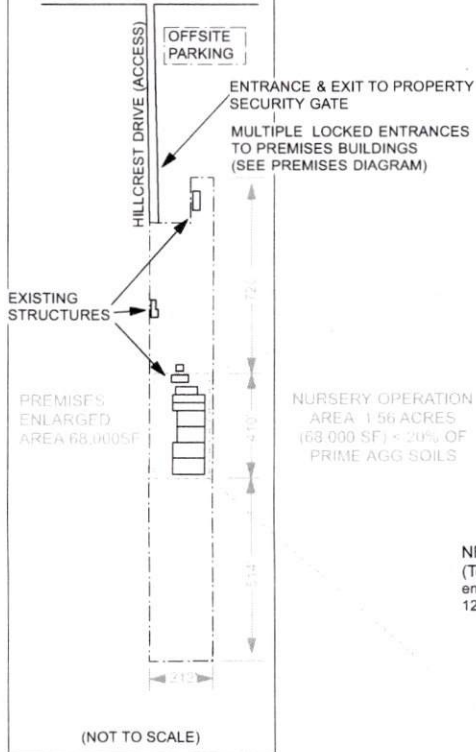 OFFSITE
PARKING
HILLCREST DRIVE (ACCESS)
ENTRANCE & EXIT TO PROPERTY
SECURITY GATE
MULTIPLE LOCKED ENTRANCES
TO PREMISES BUILDINGS
(SEE PREMISES DIAGRAM)
EXISTING
STRUCTURES
PREMISES
ENLARGED
AREA 68,000SF
NURSERY OPERATION
AREA 1.56 ACRES
(68,000 SF) < 20% OF
PRIME AGG SOILS
312
(NOT TO SCALE)